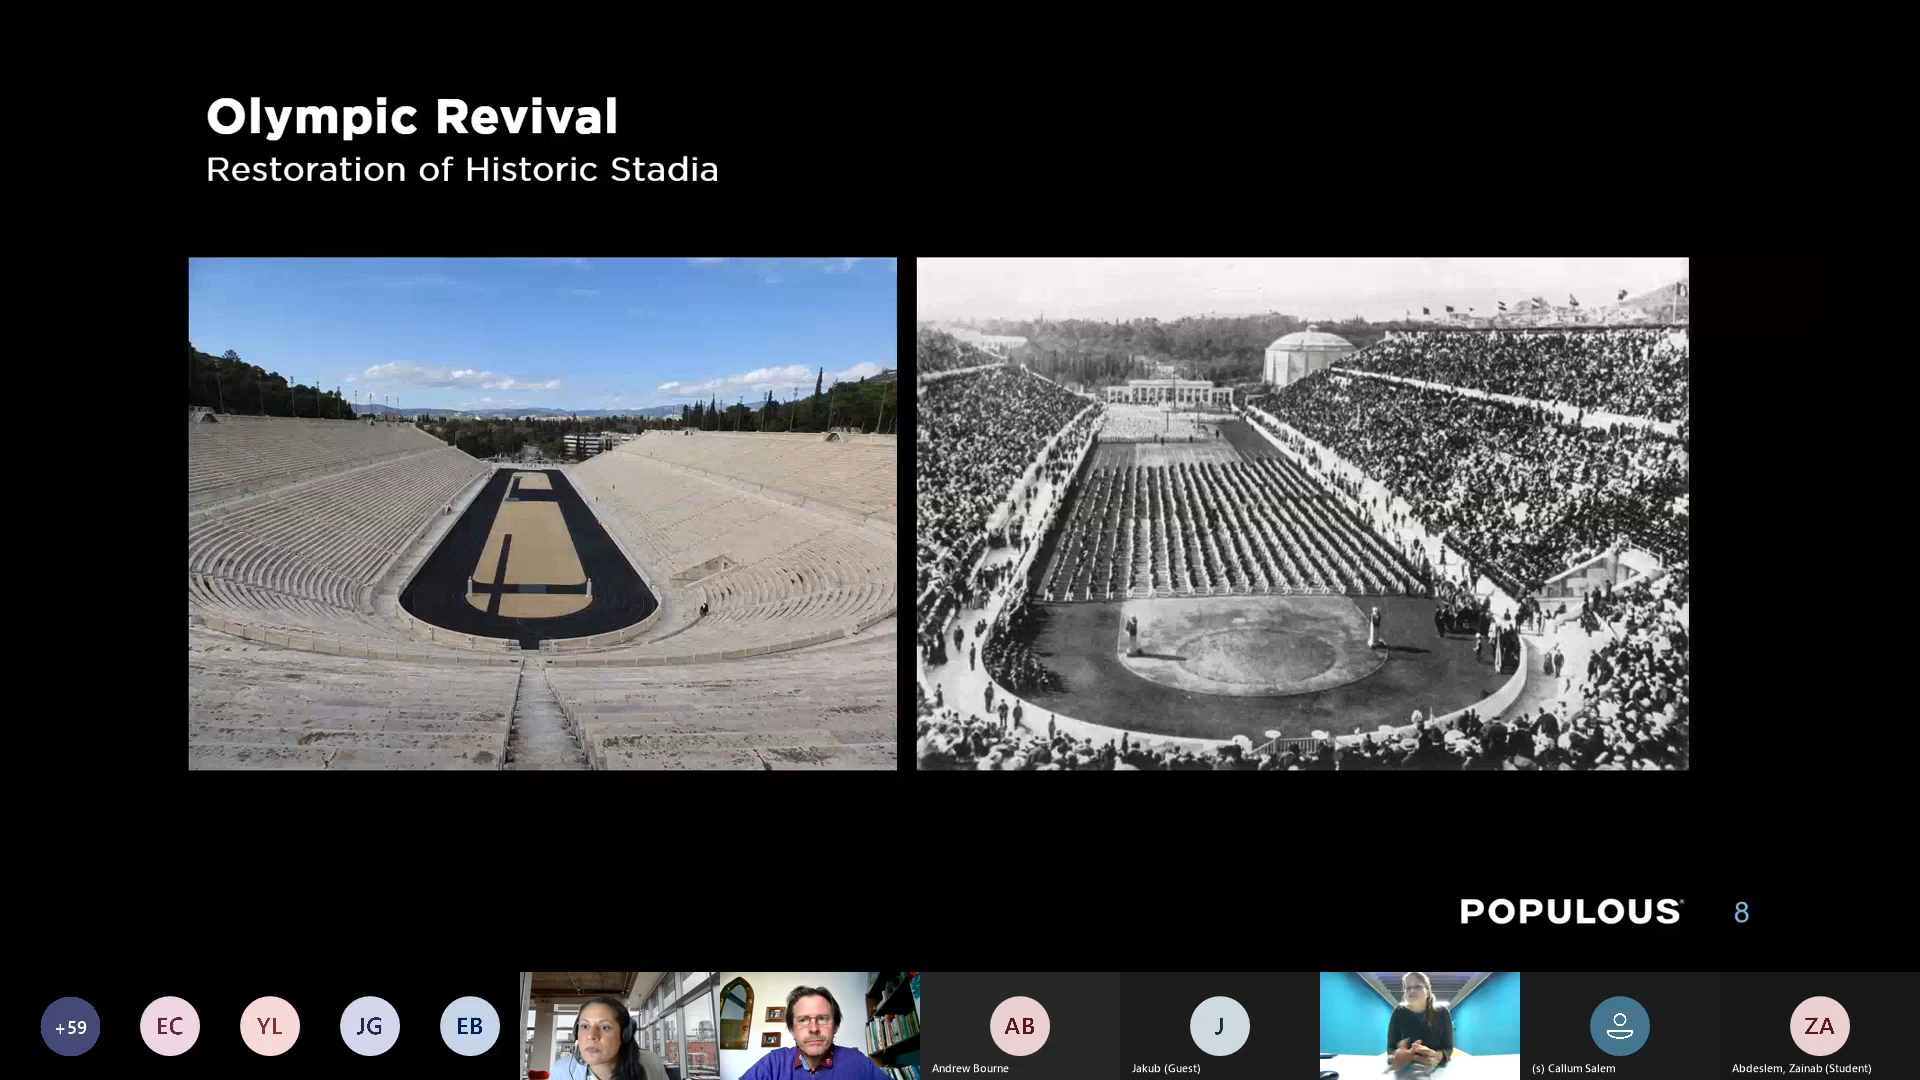 Olympic Revival
Restoration of Historic Stadia
POPULOUS
8
+59
EC
YL
JG
EB
AB
Andrew Bourne
J
Jakub (Guest)
(s) Callum Salem
ZA
Abdeslem, Zainab (Student)